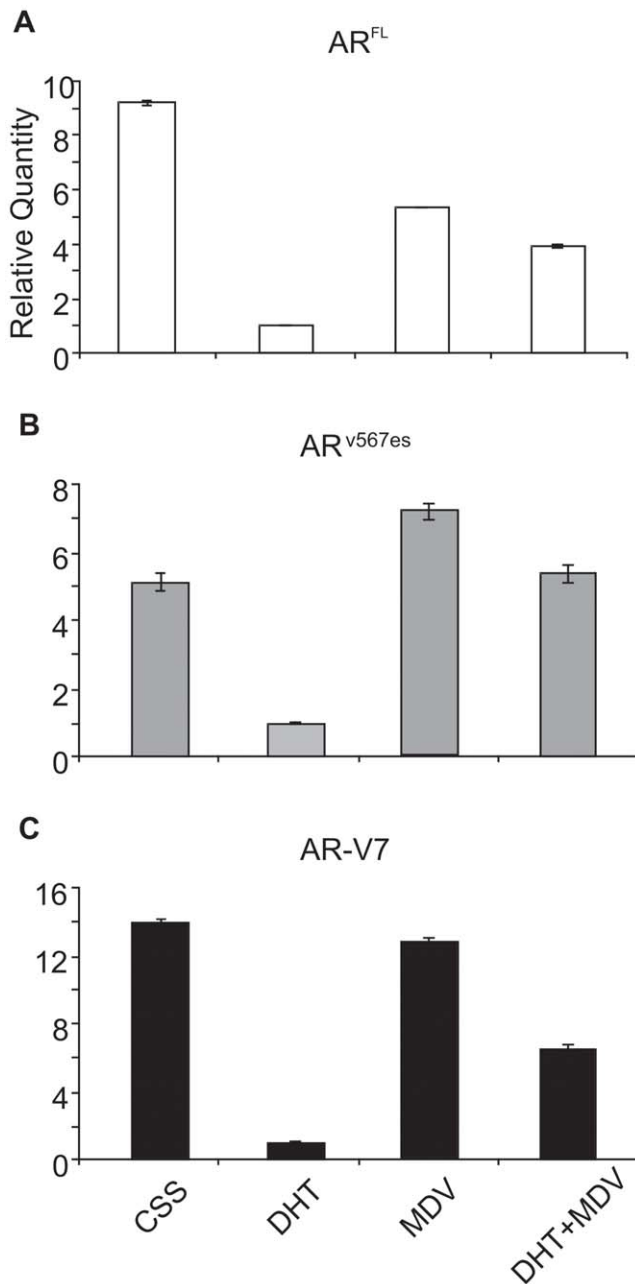 A
AR^FL
Relative Quantity
10
8
6
4
2
0
B
AR^v567es
8
6
4
2
0
C
AR-V7
16
12
8
4
0
CSS
DHT
MDV
DHT+MDV